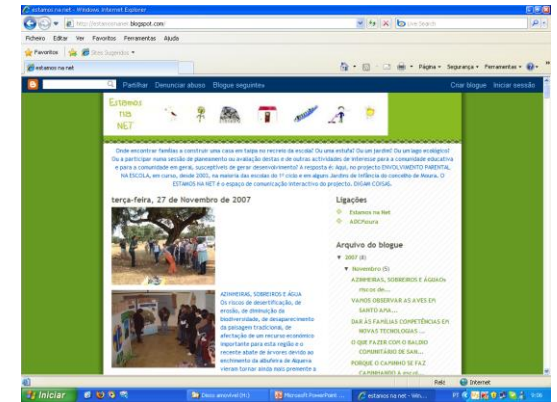 estamos na net - Windows Internet Explorer
http://estamosnanet.blogspot.com/
Live Search
Ficheiro Editar Ver Favoritos Ferramentas Ajuda
Favoritos Sites Sugeridos
estamos na net
Página Segurança Ferramentas
Partilhar Denunciar abuso Blogue seguinte» Criar blogue Iniciar sessão
Estamos
na
NET
Onde encontrar famílias a construir uma casa em taipa no recreio da escola? Ou uma estufa? Ou um jardim? Ou um lago ecológico?
Ou a participar numa sessão de planeamento ou avaliação destas e de outras actividades de interesse para a comunidade educativa
e para a comunidade em geral, susceptíveis de gerar desenvolvimento? A resposta é: Aqui, no projecto ENVOLVIMENTO PARENTAL
NA ESCOLA, em curso, desde 2002, na maioria das escolas do 1º ciclo e em alguns Jardins de Infância do concelho de Moura. O
ESTAMOS NA NET é o espaço de comunicação interactivo do projecto. DIGAM COISAS.
terça-feira, 27 de Novembro de 2007
AZINHEIRAS, SOBREIROS E ÁGUA
Os riscos de desertificação, de
erosão, de diminuição da
biodiversidade, de desaparecimento
da paisagem tradicional, de
afectação de um recurso económico
importante para esta região e o
recente abate de árvores devido ao
enchimento da albufeira de Alqueva
vieram tornar ainda mais premente a
Ligações
Estamos na Net
ADCMoura
Arquivo do blogue
▼ 2007 (6)
▼ Novembro (5)
AZINHEIRAS, SOBREIROS E ÁGUAOs
riscos de...
VAMOS OBSERVAR AS AVES EM
SANTO AMA...
DAR ÀS FAMÍLIAS COMPETÊNCIAS EM
NOVAS TECNOLOGIAS...
O QUE FAZER COM O BALDIO
COMUNITÁRIO DE SAN...
PORQUE O CAMINHO SE FAZ
Internet
Iniciar
Disco amovível (H:)
Microsoft PowerPoint ...
estamos na net - Win...
PT